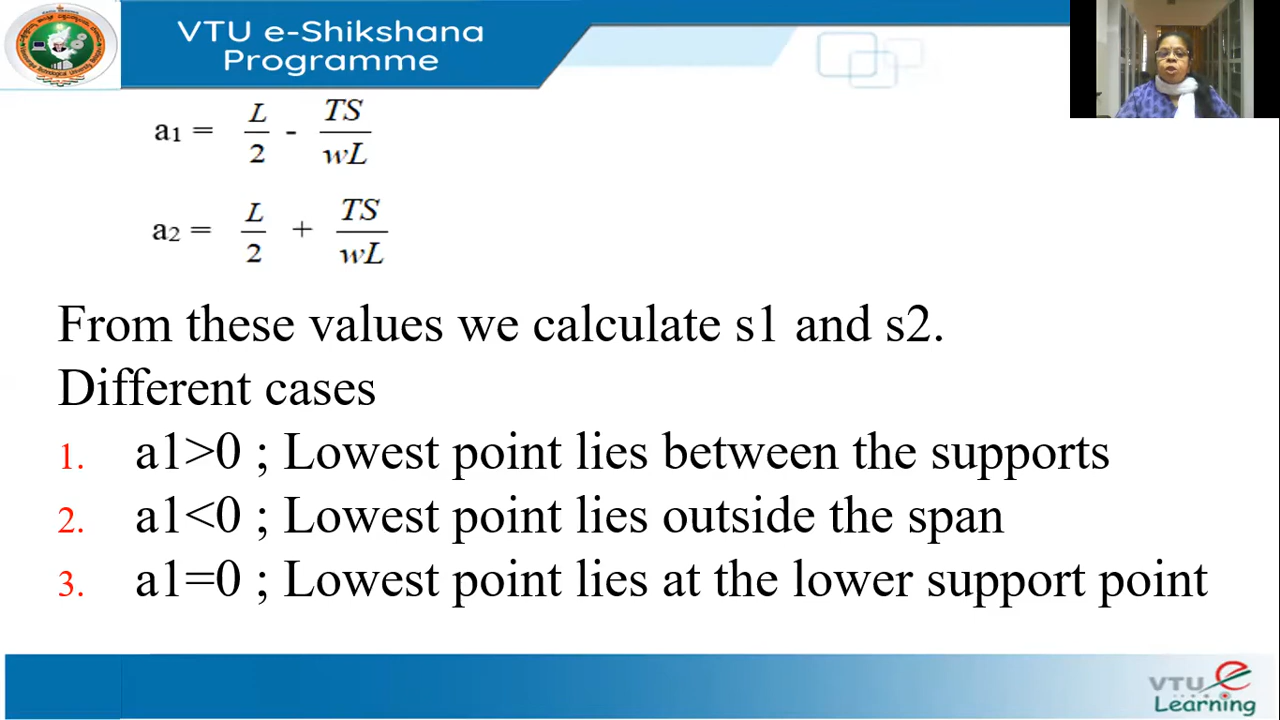 VTU e-Shikshana
Programme
a1 = L/2 - TS/wL
a2 = L/2 + TS/wL
From these values we calculate s1 and s2.
Different cases
1. a1>0 ; Lowest point lies between the supports
2. a1<0 ; Lowest point lies outside the span
3. a1=0 ; Lowest point lies at the lower support point
VTU e
Learning